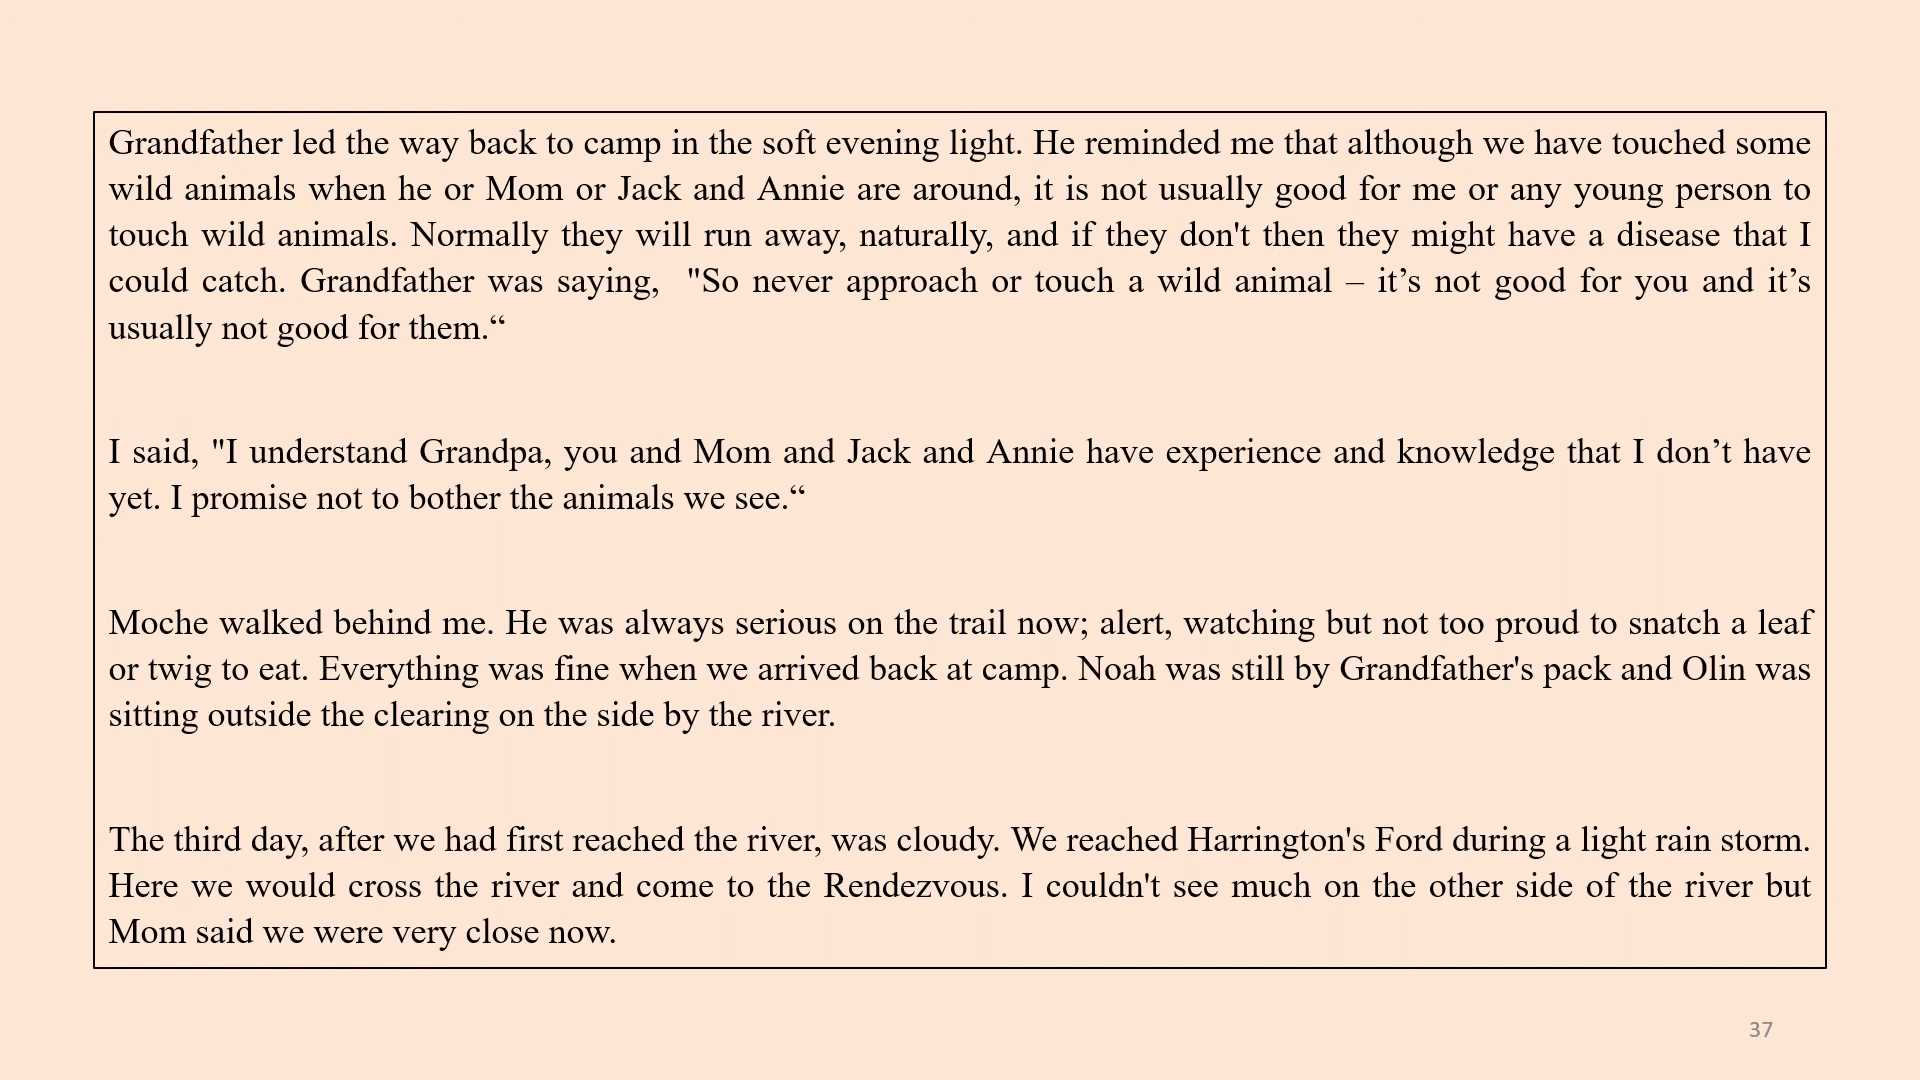 Grandfather led the way back to camp in the soft evening light. He reminded me that although we have touched some
wild animals when he or Mom or Jack and Annie are around, it is not usually good for me or any young person to
touch wild animals. Normally they will run away, naturally, and if they don't then they might have a disease that I
could catch. Grandfather was saying,  "So never approach or touch a wild animal – it’s not good for you and it’s
usually not good for them.“
I said, "I understand Grandpa, you and Mom and Jack and Annie have experience and knowledge that I don’t have
yet. I promise not to bother the animals we see.“
Moche walked behind me. He was always serious on the trail now; alert, watching but not too proud to snatch a leaf
or twig to eat. Everything was fine when we arrived back at camp. Noah was still by Grandfather's pack and Olin was
sitting outside the clearing on the side by the river.
The third day, after we had first reached the river, was cloudy. We reached Harrington's Ford during a light rain storm.
Here we would cross the river and come to the Rendezvous. I couldn't see much on the other side of the river but
Mom said we were very close now.
37